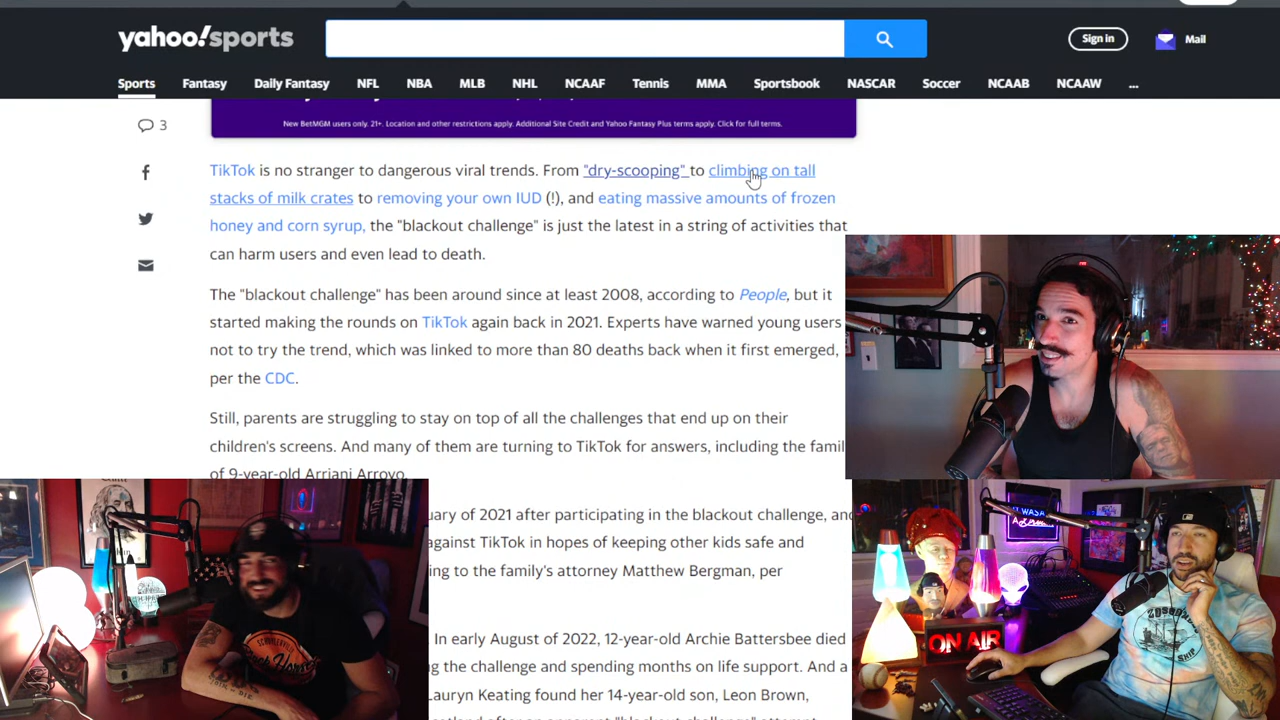 yahoo!sports
Sign in
Mail
Sports Fantasy Daily Fantasy NFL NBA MLB NHL NCAAF Tennis MMA Sportsbook NASCAR Soccer NCAAB NCAAW ...
New BetMGM users only. 21+. Location and other restrictions apply. Additional Site Credit and Yahoo Fantasy Plus terms apply. Click for full terms.
3
TikTok is no stranger to dangerous viral trends. From "dry-scooping" to climbing on tall
stacks of milk crates to removing your own IUD (!), and eating massive amounts of frozen
honey and corn syrup, the "blackout challenge" is just the latest in a string of activities that
can harm users and even lead to death.
The "blackout challenge" has been around since at least 2008, according to People, but it
started making the rounds on TikTok again back in 2021. Experts have warned young users
not to try the trend, which was linked to more than 80 deaths back when it first emerged,
per the CDC.
Still, parents are struggling to stay on top of all the challenges that end up on their
children's screens. And many of them are turning to TikTok for answers, including the famil
of 9-year-old Arriani Arroyo.
uary of 2021 after participating in the blackout challenge, and
against TikTok in hopes of keeping other kids safe and
ing to the family's attorney Matthew Bergman, per
In early August of 2022, 12-year-old Archie Battersbee died
g the challenge and spending months on life support. And a
Lauryn Keating found her 14-year-old son, Leon Brown,
IT WAS A
ON AIR